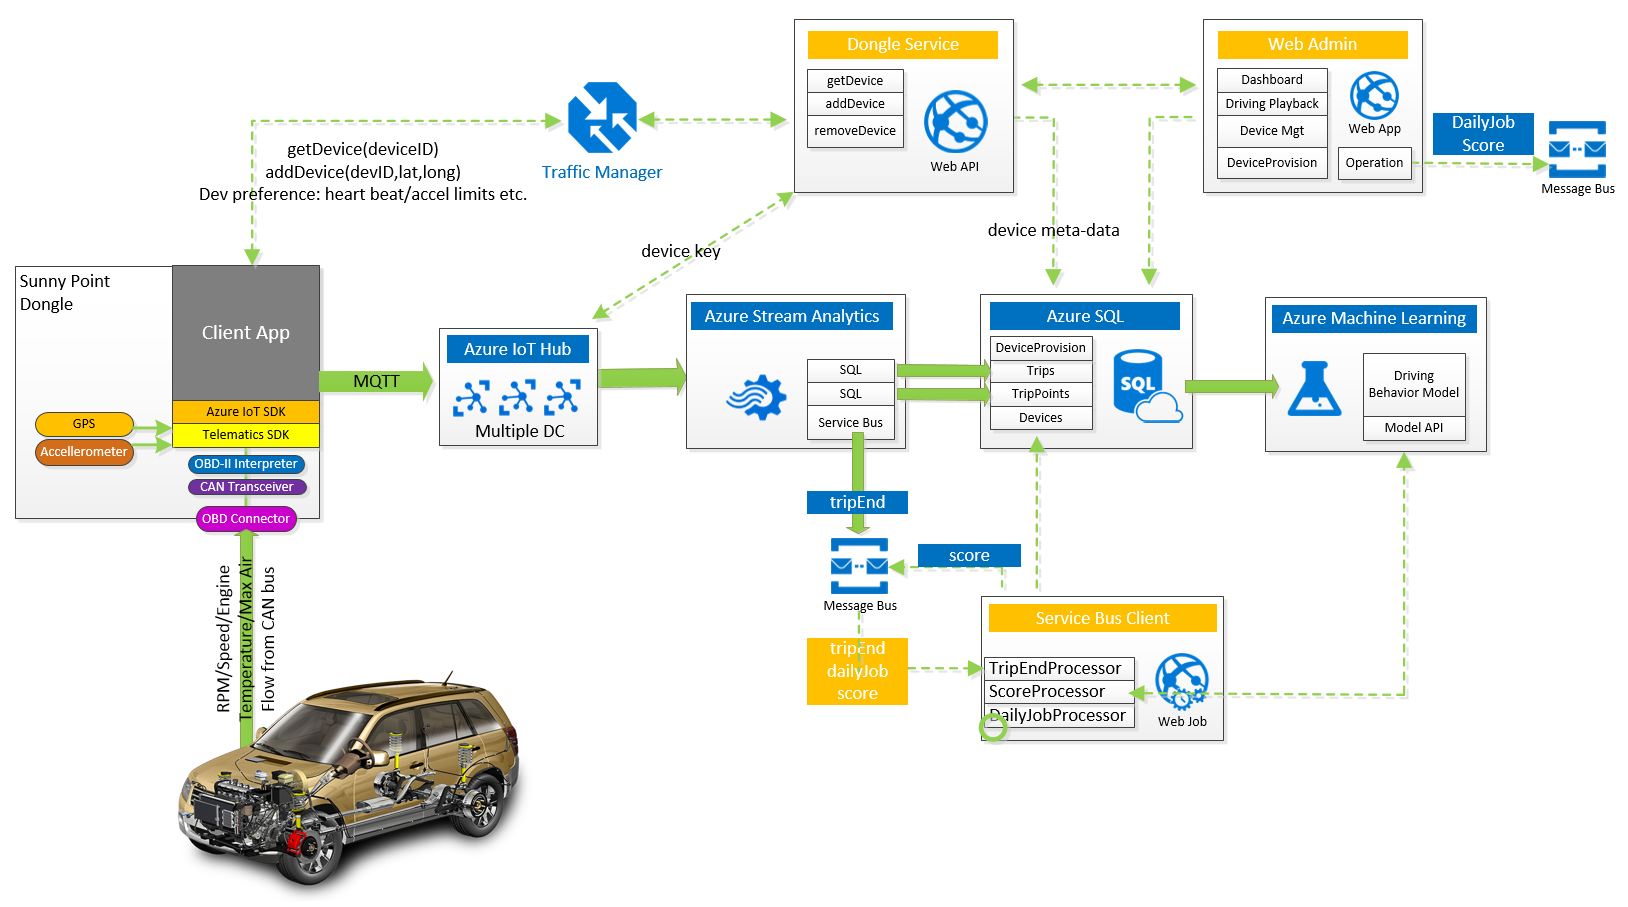 Dongle Service
getDevice
addDevice
removeDevice
Web API
Web Admin
Dashboard
Driving Playback
Device Mgt
DeviceProvision
Web App
Operation
DailyJob
Score
Message Bus
Traffic Manager
getDevice(deviceID)
addDevice(devID,lat,long)
Dev preference: heart beat/accel limits etc.
device key
device meta-data
Sunny Point
Dongle
Client App
Azure IoT SDK
Telematics SDK
GPS
Accellerometer
OBD-II Interpreter
CAN Transceiver
OBD Connector
MQTT
Azure IoT Hub
Multiple DC
Azure Stream Analytics
SQL
SQL
Service Bus
Azure SQL
DeviceProvision
Trips
TripPoints
Devices
SQL
Azure Machine Learning
Driving
Behavior Model
Model API
tripEnd
Message Bus
score
tripEnd
dailyJob
score
Service Bus Client
TripEndProcessor
ScoreProcessor
DailyJobProcessor
Web Job
RPM/Speed/Engine
Temperature/Max Air
Flow from CAN bus